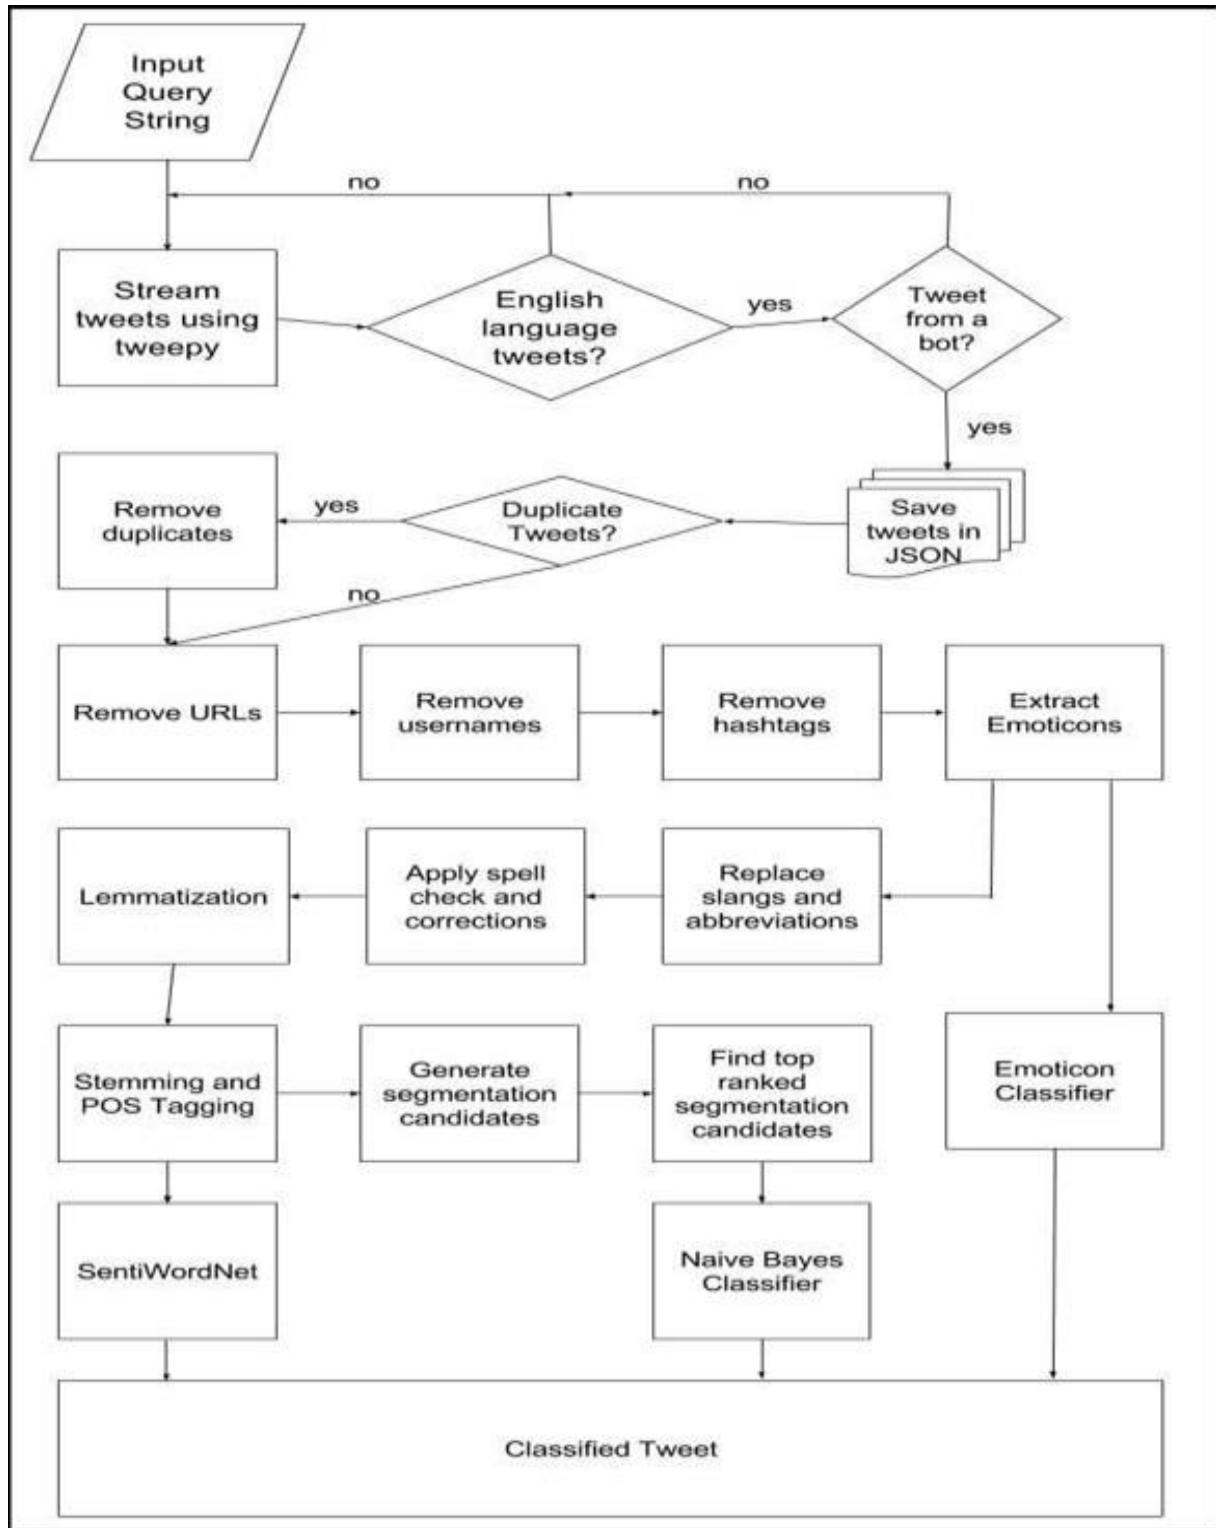 Input
Query
String
no
no
Stream
tweets using
tweepy
English
language
tweets?
yes
Tweet
from a
bot?
yes
Remove
duplicates
yes
Duplicate
Tweets?
Save
tweets in
JSON
no
Remove URLs
Remove
usernames
Remove
hashtags
Extract
Emoticons
Lemmatization
Apply spell
check and
corrections
Replace
slangs and
abbreviations
Stemming and
POS Tagging
Generate
segmentation
candidates
Find top
ranked
segmentation
candidates
Emoticon
Classifier
SentiWordNet
Naive Bayes
Classifier
Classified Tweet